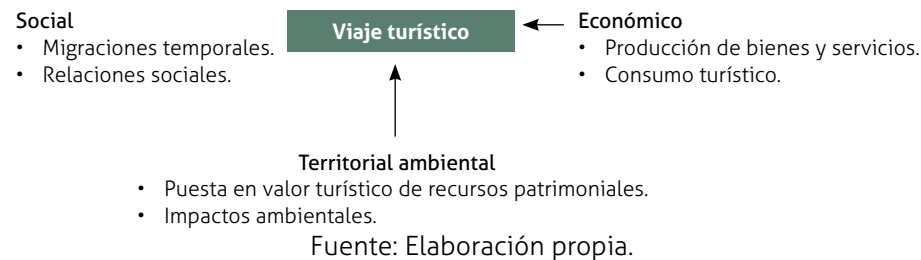 Social
• Migraciones temporales.
• Relaciones sociales.
Viaje turístico
Económico
• Producción de bienes y servicios.
• Consumo turístico.
Territorial ambiental
• Puesta en valor turístico de recursos patrimoniales.
• Impactos ambientales.
Fuente: Elaboración propia.